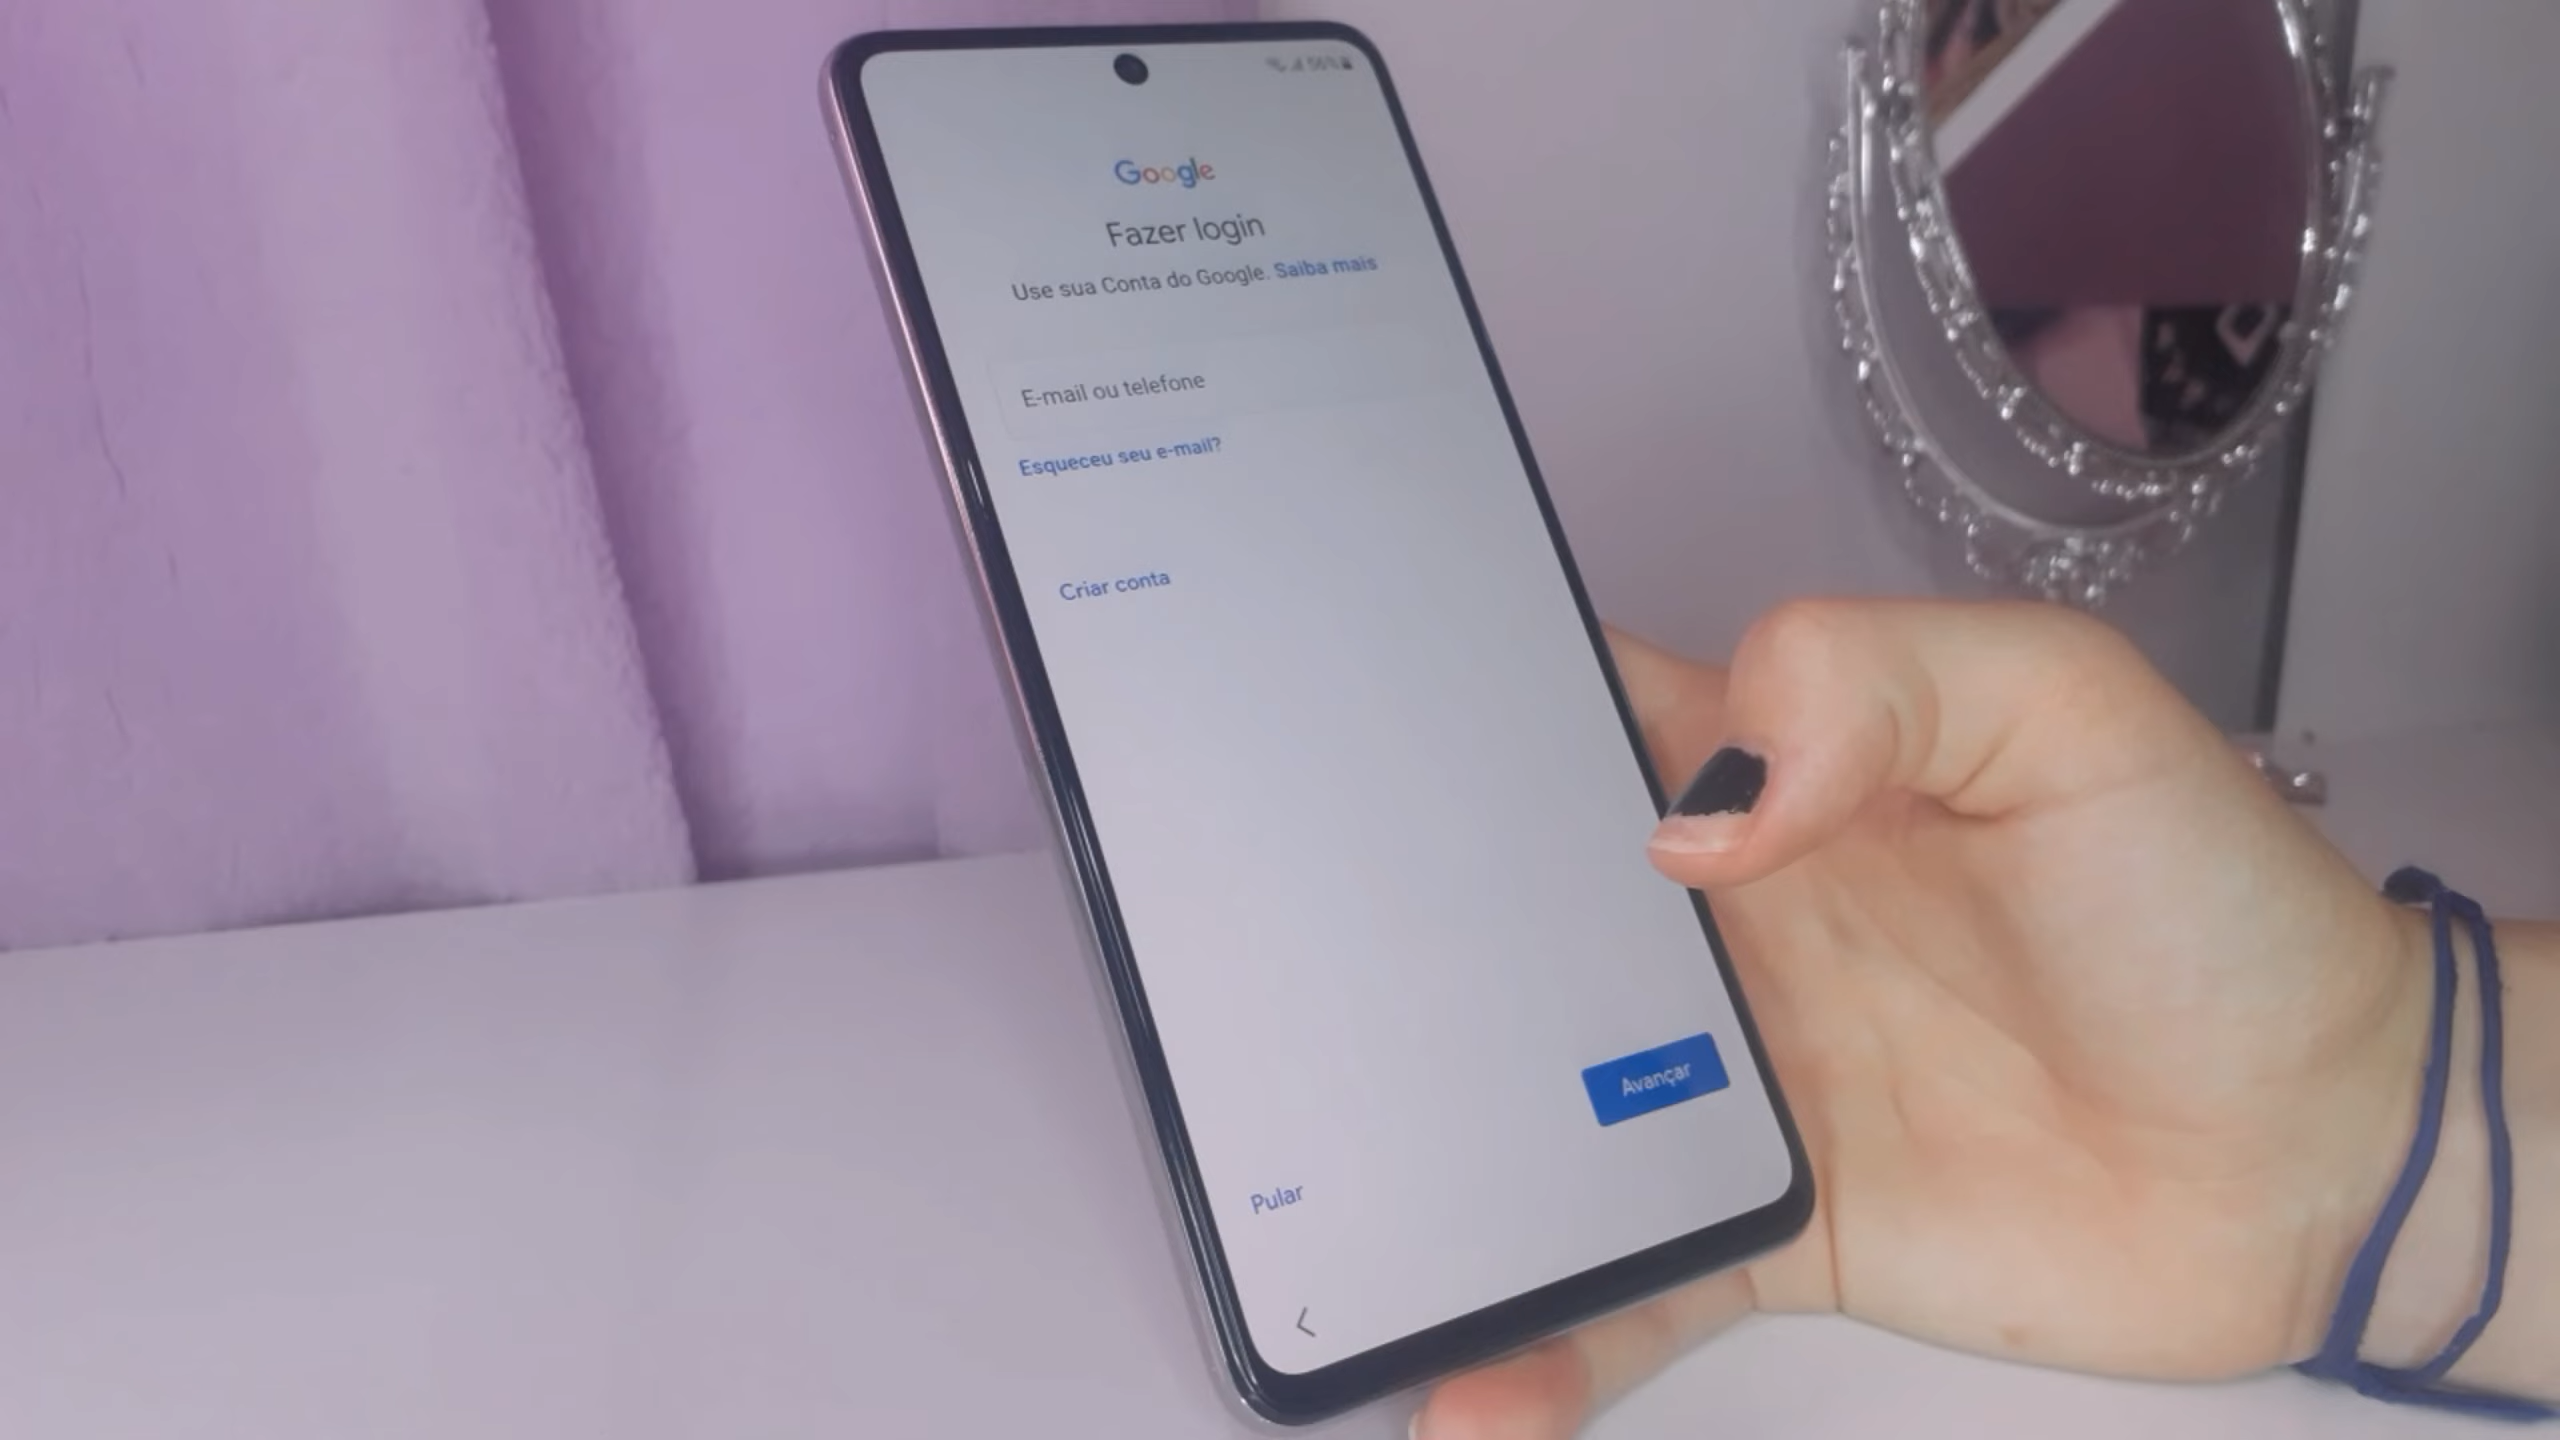 56%
Google
Fazer login
Use sua Conta do Google. Saiba mais
E-mail ou telefone
Esqueceu seu e-mail?
Criar conta
Avançar
Pular